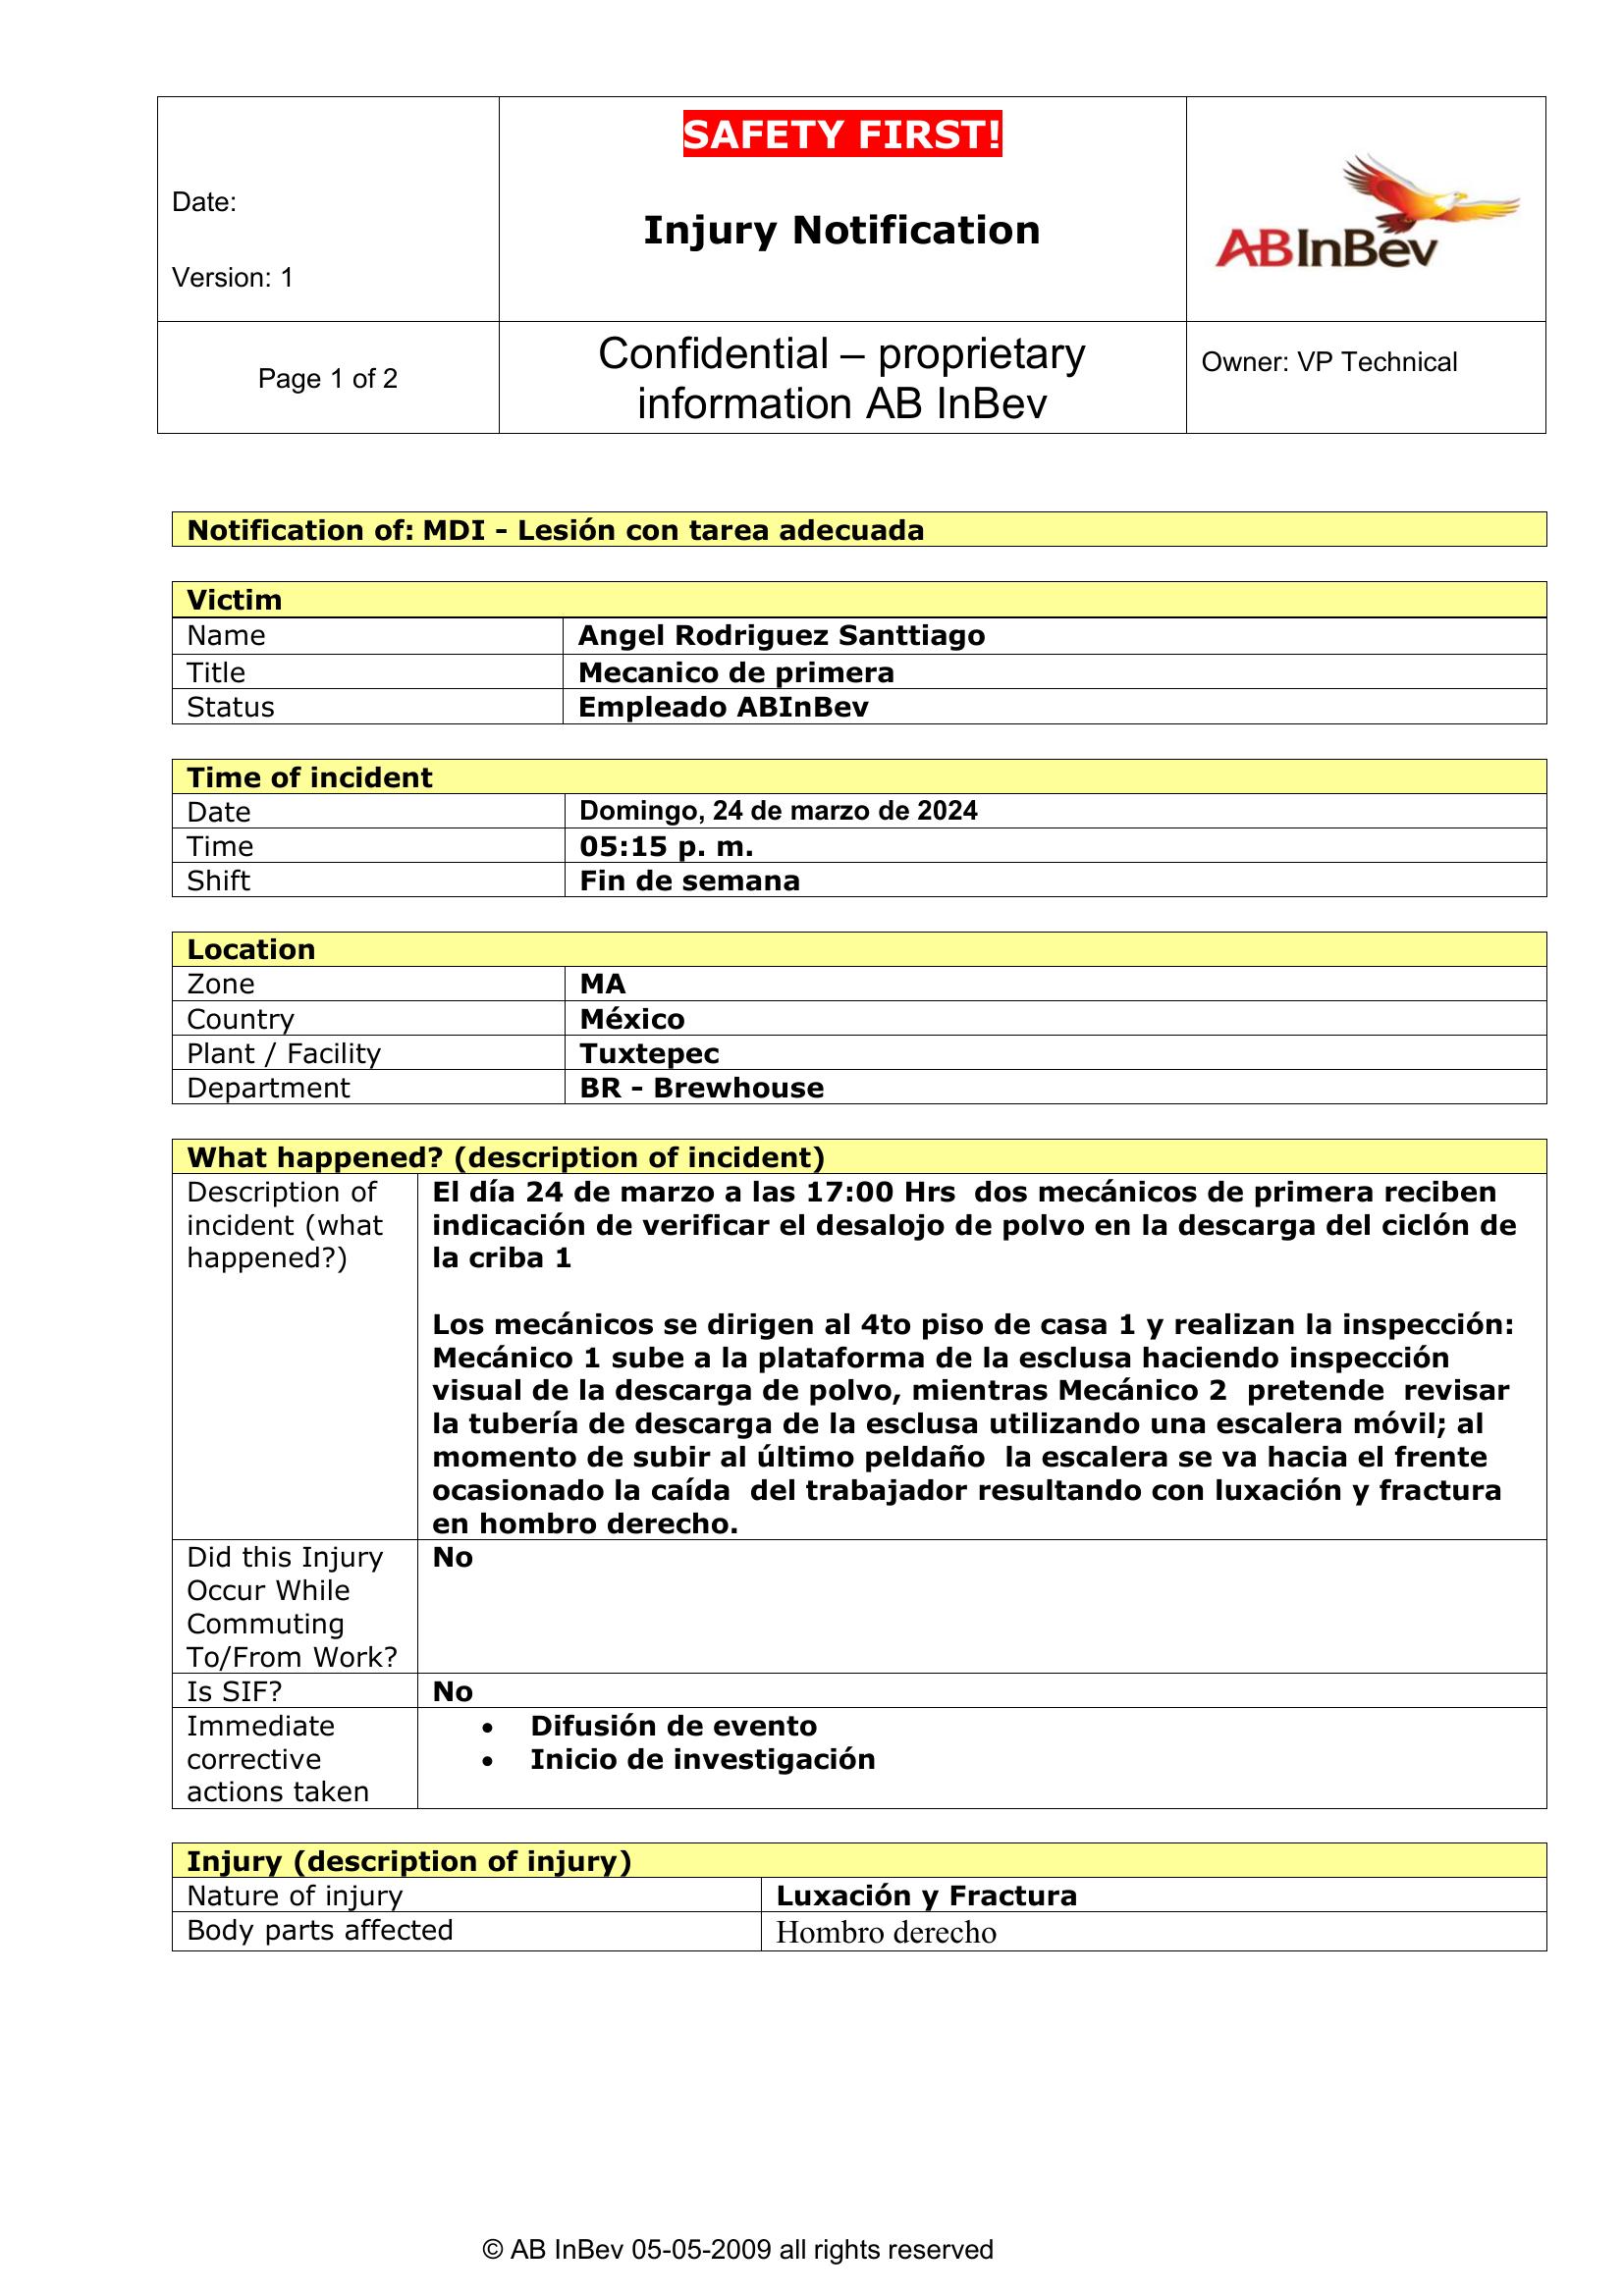 SAFETY FIRST!
Date:
Injury Notification
ABInBev
Version: 1
Page 1 of 2
Confidential – proprietary
information AB InBev
Owner: VP Technical
Notification of: MDI - Lesión con tarea adecuada
Victim
Name Angel Rodriguez Santtiago
Title Mecanico de primera
Status Empleado ABInBev
Time of incident
Date Domingo, 24 de marzo de 2024
Time 05:15 p. m.
Shift Fin de semana
Location
Zone MA
Country México
Plant / Facility Tuxtepec
Department BR - Brewhouse
What happened? (description of incident)
Description of
incident (what
happened?)
El día 24 de marzo a las 17:00 Hrs dos mecánicos de primera reciben
indicación de verificar el desalojo de polvo en la descarga del ciclón de
la criba 1
Los mecánicos se dirigen al 4to piso de casa 1 y realizan la inspección:
Mecánico 1 sube a la plataforma de la esclusa haciendo inspección
visual de la descarga de polvo, mientras Mecánico 2 pretende revisar
la tubería de descarga de la esclusa utilizando una escalera móvil; al
momento de subir al último peldaño la escalera se va hacia el frente
ocasionado la caída del trabajador resultando con luxación y fractura
en hombro derecho.
Did this Injury
Occur While
Commuting
To/From Work?
No
Is SIF? No
Immediate
corrective
actions taken
• Difusión de evento
• Inicio de investigación
Injury (description of injury)
Nature of injury Luxación y Fractura
Body parts affected Hombro derecho
© AB InBev 05-05-2009 all rights reserved